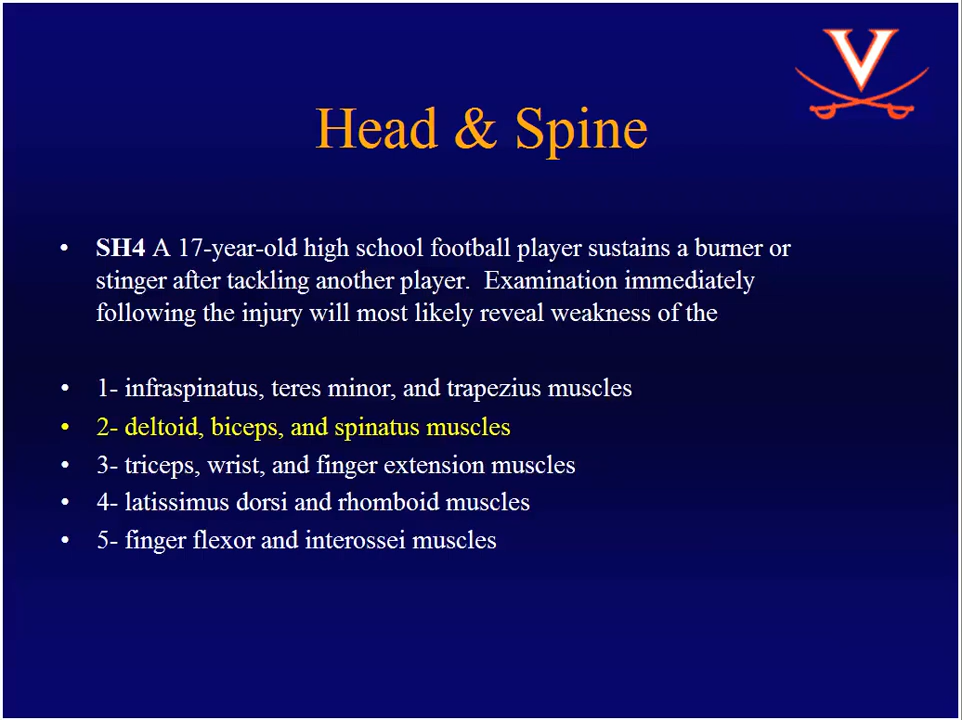 V
Head & Spine
• SH4 A 17-year-old high school football player sustains a burner or
stinger after tackling another player.  Examination immediately
following the injury will most likely reveal weakness of the
• 1- infraspinatus, teres minor, and trapezius muscles
• 2- deltoid, biceps, and spinatus muscles
• 3- triceps, wrist, and finger extension muscles
• 4- latissimus dorsi and rhomboid muscles
• 5- finger flexor and interossei muscles